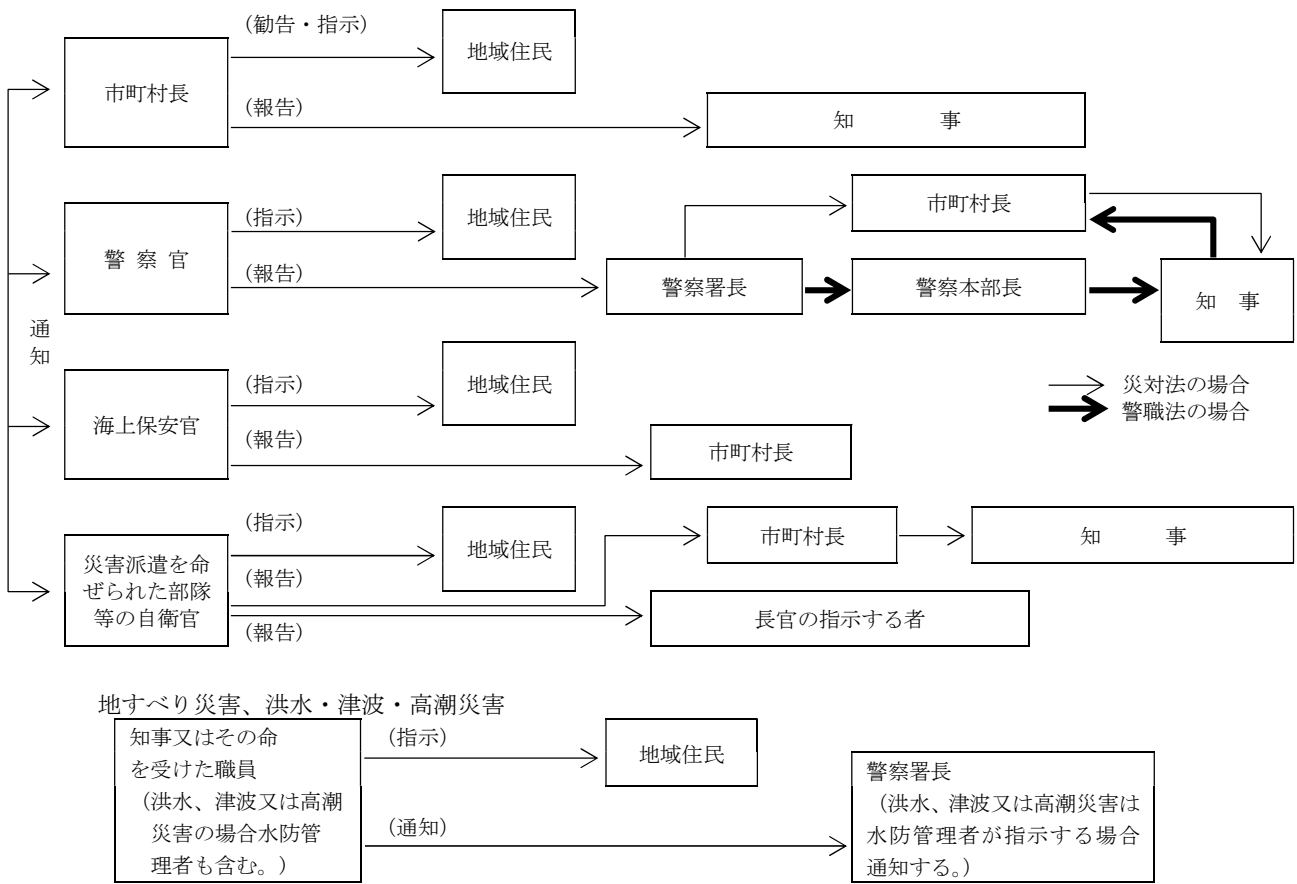 (勧告・指示)
地域住民
市町村長
(報告)
知　　　事
(指示)
地域住民
市町村長
警 察 官
(報告)
警察署長
警察本部長
知　事
通
知
(指示)
地域住民
災対法の場合
警職法の場合
海上保安官
(報告)
市町村長
(指示)
地域住民
市町村長
知　　　事
災害派遣を命
ぜられた部隊
等の自衛官
(報告)
(報告)
長官の指示する者
地すべり災害、洪水・津波・高潮災害
知事又はその命
を受けた職員
（洪水、津波又は高潮
災害の場合水防管
理者も含む。）
(指示)
地域住民
(通知)
警察署長
（洪水、津波又は高潮災害は
水防管理者が指示する場合
通知する。）